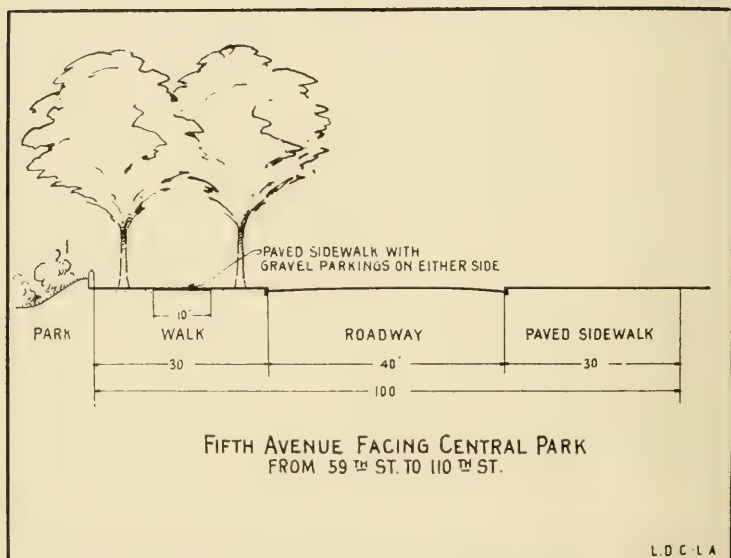 PAVED SIDEWALK WITH
GRAVEL PARKINGS ON EITHER SIDE
10'
PARK WALK ROADWAY PAVED SIDEWALK
30 40' 30
100
FIFTH AVENUE FACING CENTRAL PARK
FROM 59TH ST. TO 110TH ST.
L.D C-L A